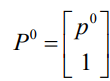 P⁰ = [p⁰
1]